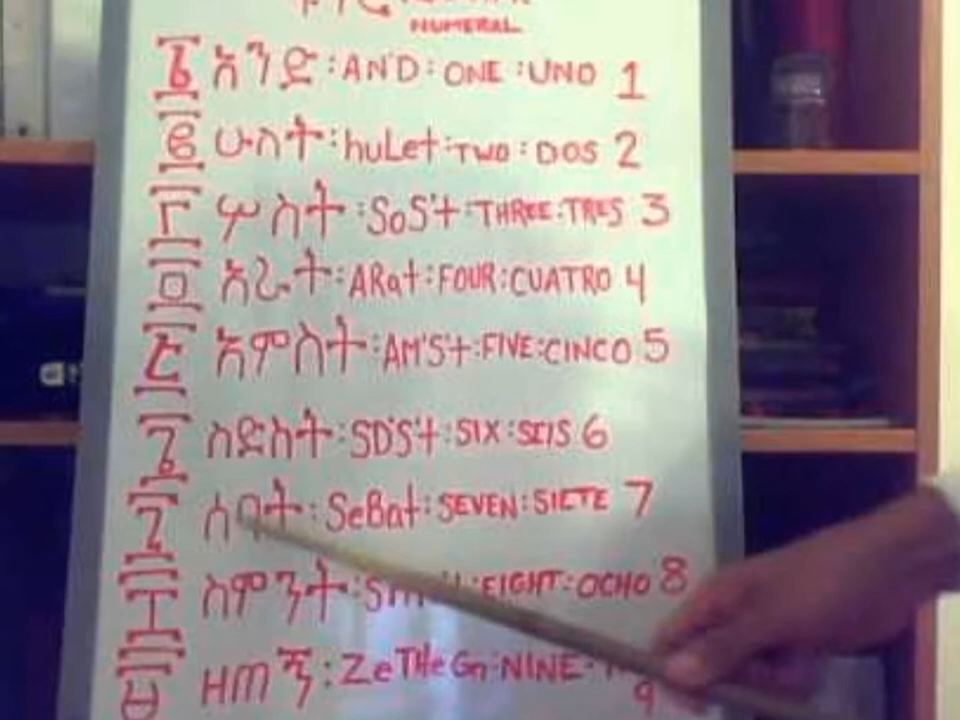 NUMERAL
፩ አንድ : AND : ONE : UNO 1
፪ ሁለት : huLet : TWO : DOS 2
፫ ሦስት : SoS't : THREE : TRES 3
፬ አራት : ARat : FOUR : CUATRO 4
፭ አምስት : AM'S't : FIVE : CINCO 5
፮ ስድስት : SD'S't : SIX : SEIS 6
፯ ሰባት : SeBat : SEVEN : SIETE 7
፰ ስምንት : EIGHT : OCHO 8
፱ ዘጠኝ : ZeTHeGn : NINE : 9